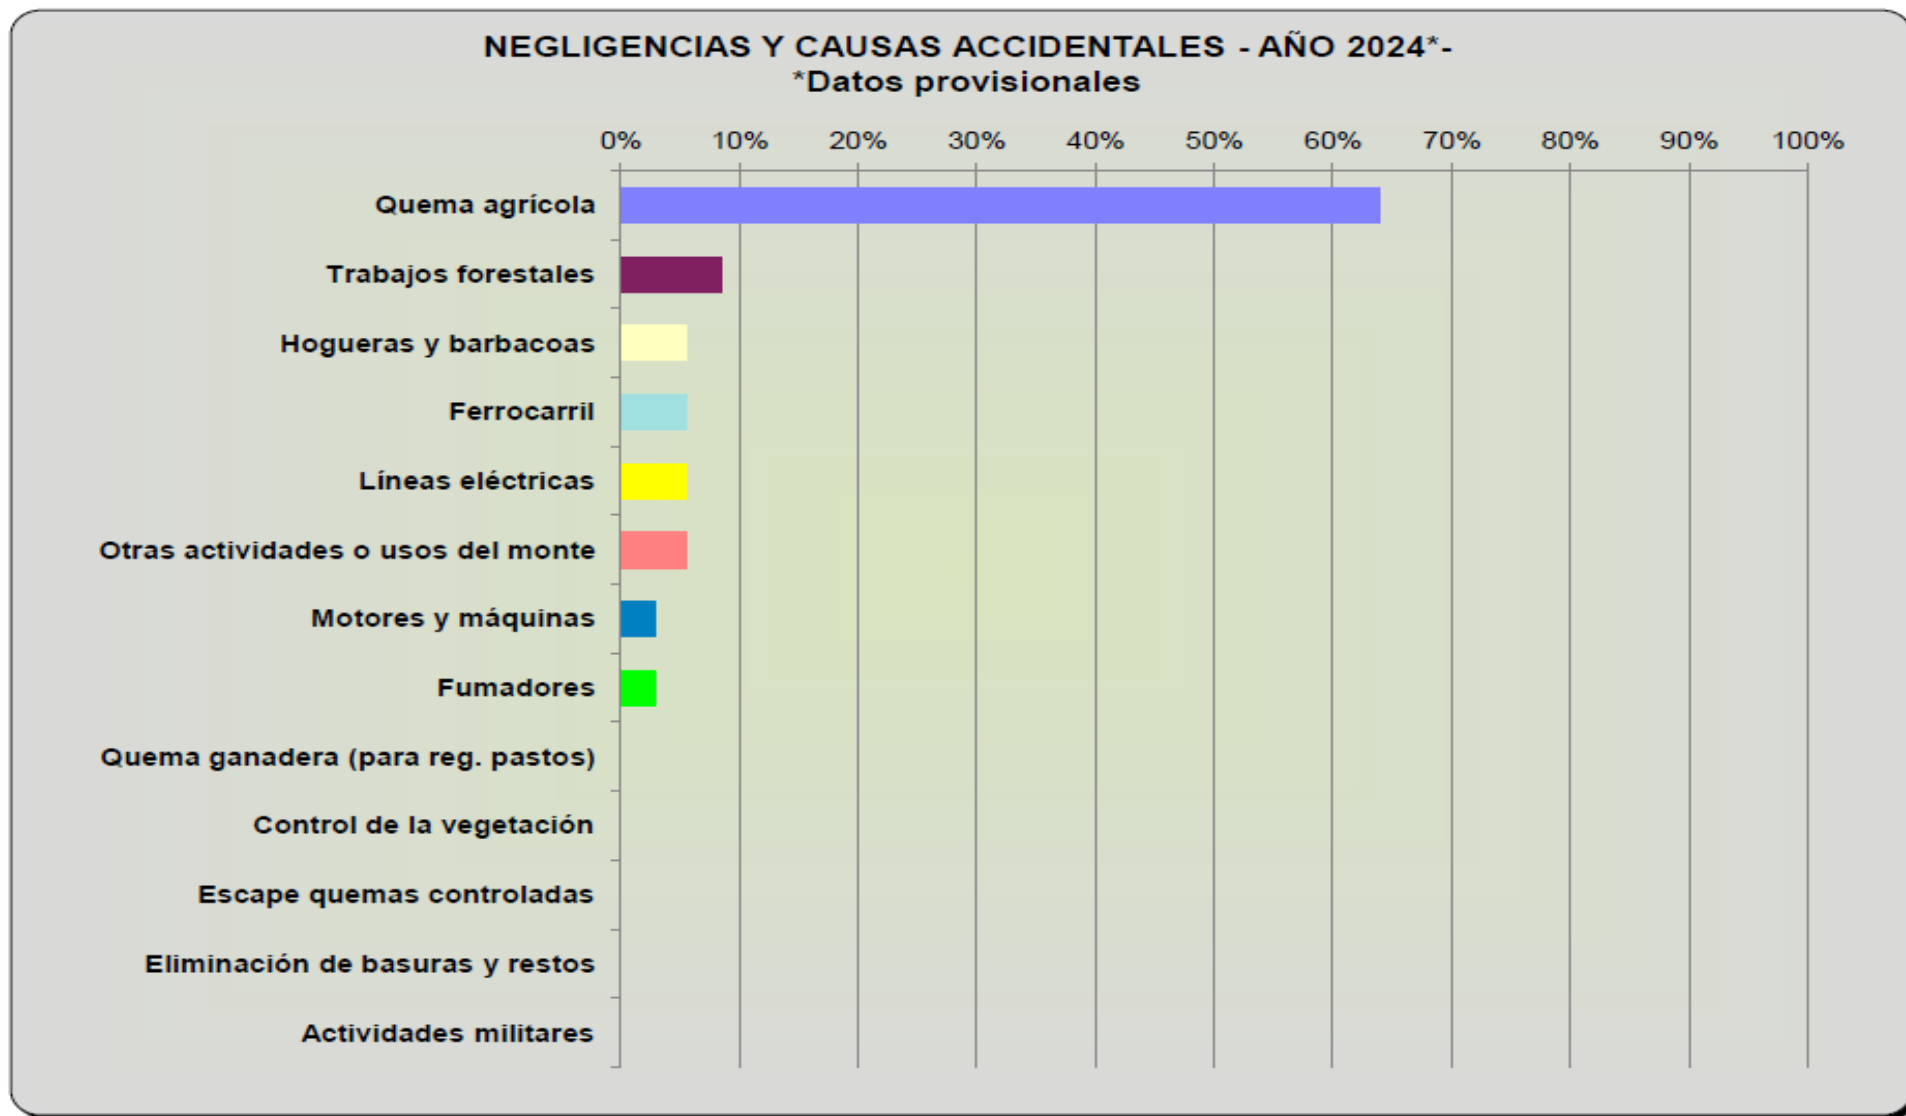 NEGLIGENCIAS Y CAUSAS ACCIDENTALES - AÑO 2024*-
*Datos provisionales
0% 10% 20% 30% 40% 50% 60% 70% 80% 90% 100%
Quema agrícola
Trabajos forestales
Hogueras y barbacoas
Ferrocarril
Líneas eléctricas
Otras actividades o usos del monte
Motores y máquinas
Fumadores
Quema ganadera (para reg. pastos)
Control de la vegetación
Escape quemas controladas
Eliminación de basuras y restos
Actividades militares